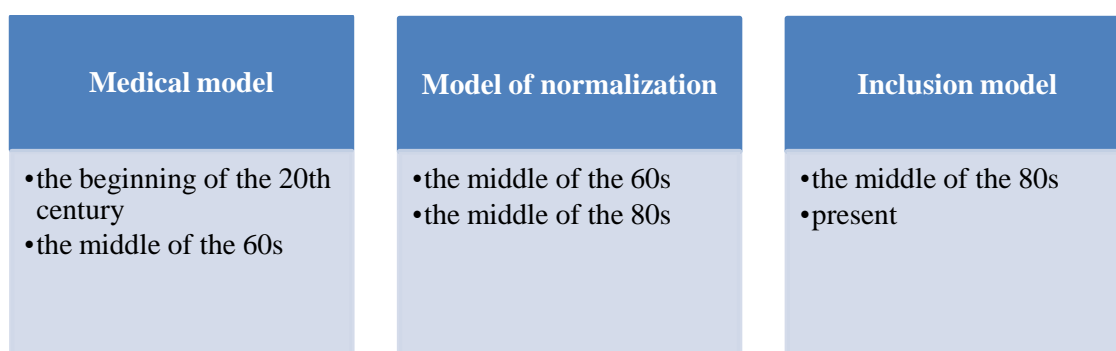 Medical model
•the beginning of the 20th
century
•the middle of the 60s
Model of normalization
•the middle of the 60s
•the middle of the 80s
Inclusion model
•the middle of the 80s
•present